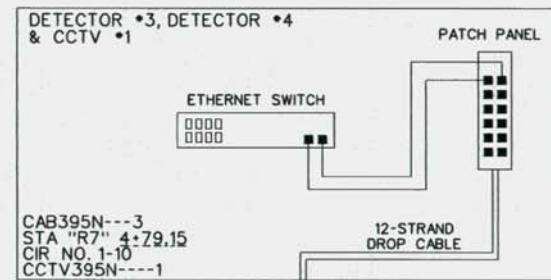 DETECTOR •3, DETECTOR •4
& CCTV •1
PATCH PANEL
ETHERNET SWITCH
CAB395N---3
STA "R7" 4+79.15
CIR NO. 1-10
CCTV395N----1
12-STRAND
DROP CABLE